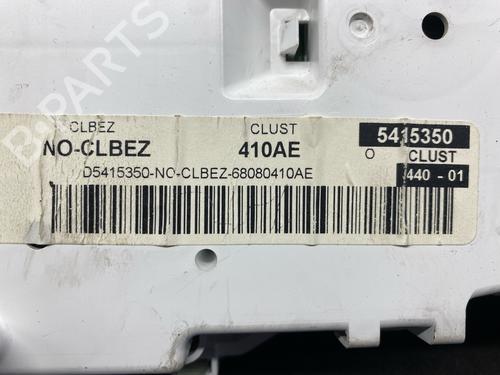 CLBEZ CLUST 5415350
NO-CLBEZ 410AE O CLUST
D5415350-NO-CLBEZ-68080410AE 440 - 01
B-PARTS